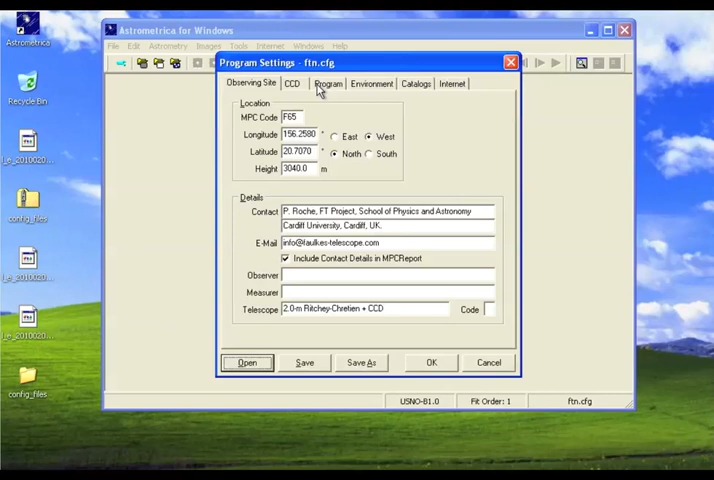 Astrometrica
Recycle Bin
l_e_2010020...
config_files
l_e_2010020...
l_e_2010020...
config_files
Astrometrica for Windows
File Edit Astrometry Images Tools Internet Windows Help
Program Settings - ftn.cfg
Observing Site CCD Program Environment Catalogs Internet
Location
MPC Code F65
Longitude 156.2580 ° East West
Latitude 20.7070 ° North South
Height 3040.0 m
Details
Contact P. Roche, FT Project, School of Physics and Astronomy
Cardiff University, Cardiff, UK.
E-Mail info@faulkes-telescope.com
Include Contact Details in MPCReport
Observer
Measurer
Telescope 2.0-m Ritchey-Chretien + CCD Code
Open Save Save As OK Cancel
USNO-B1.0 Fit Order: 1 ftn.cfg